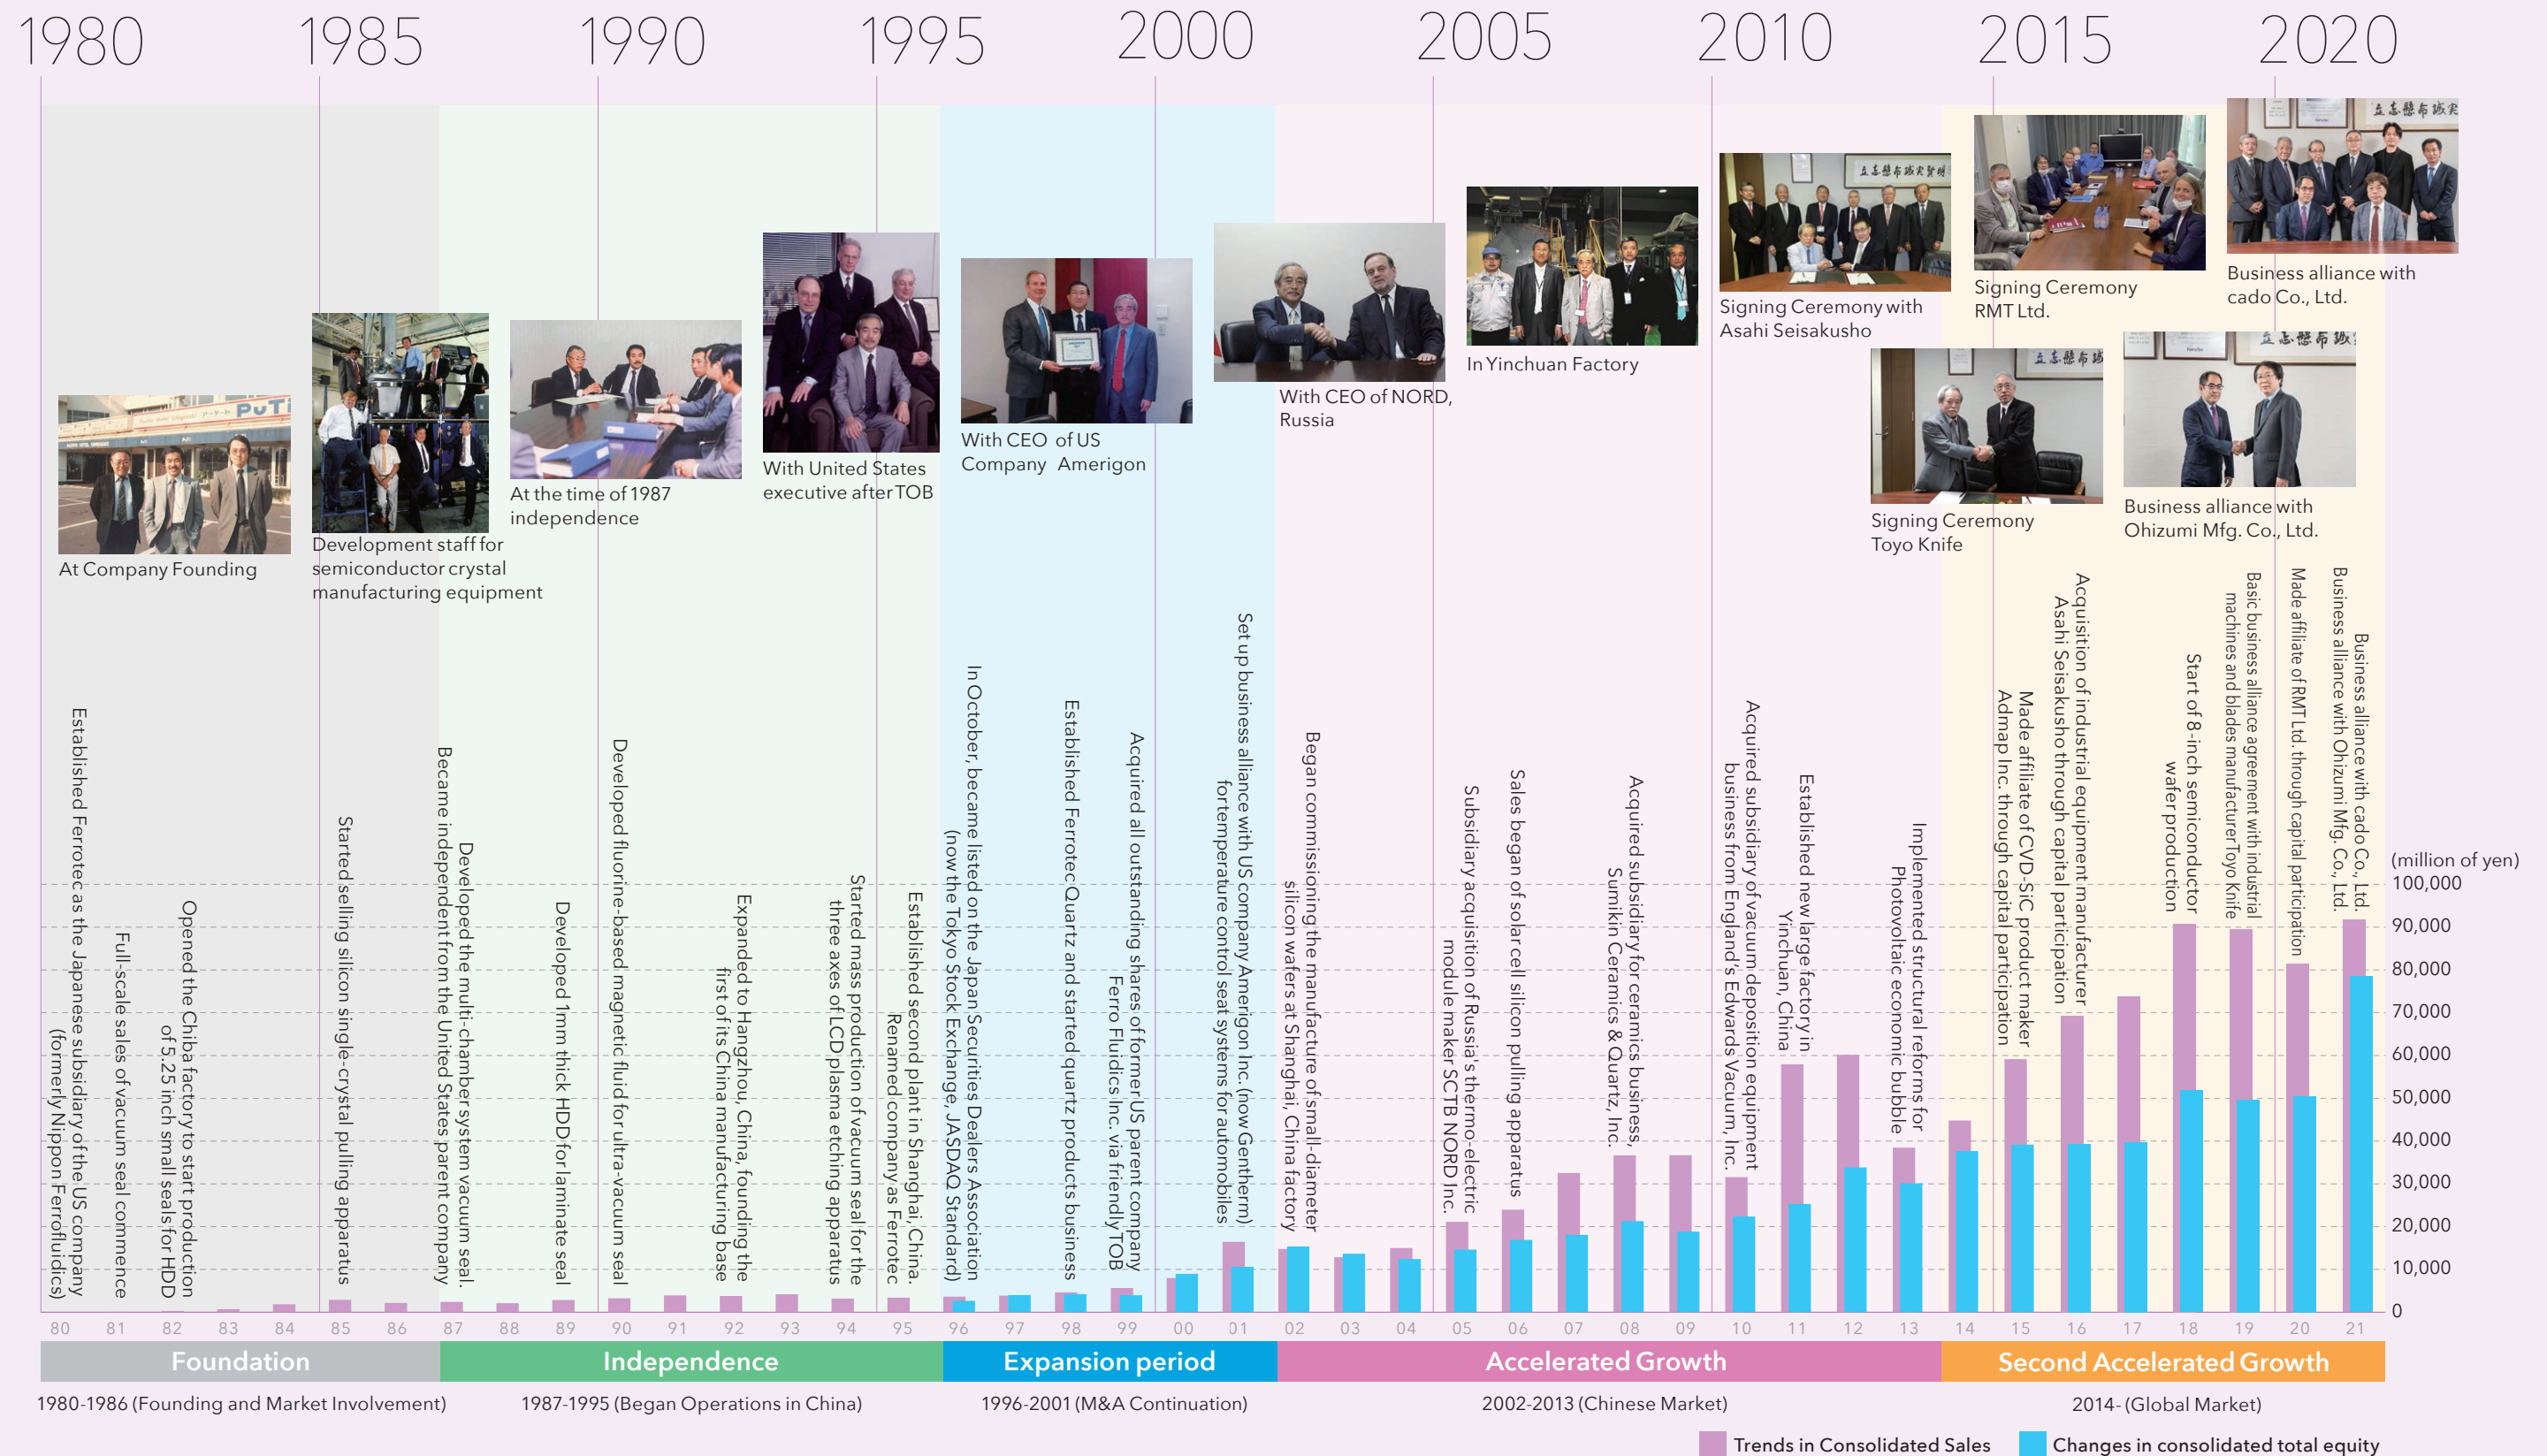 1980
1985
1990
1995
2000
2005
2010
2015
2020
At Company Founding
Development staff for
semiconductor crystal
manufacturing equipment
At the time of 1987
independence
With United States
executive after TOB
With CEO of US
Company Amerigon
With CEO of NORD,
Russia
In Yinchuan Factory
Signing Ceremony with
Asahi Seisakusho
Signing Ceremony
Toyo Knife
Signing Ceremony
RMT Ltd.
Business alliance with
Ohizumi Mfg. Co., Ltd.
Business alliance with
cado Co., Ltd.
Established Ferrotec as the Japanese subsidiary of the US company
(formerly Nippon Ferrofluidics)
Full-scale sales of vacuum seal commence
Opened the Chiba factory to start production
of 5.25 inch small seals for HDD
Started selling silicon single-crystal pulling apparatus
Developed the multi-chamber system vacuum seal.
Became independent from the United States parent company
Developed 1mm thick HDD for laminate seal
Developed fluorine-based magnetic fluid for ultra-vacuum seal
Expanded to Hangzhou, China, founding the
first of its China manufacturing base
Started mass production of vacuum seal for the
three axes of LCD plasma etching apparatus
Established second plant in Shanghai, China.
Renamed company as Ferrotec
In October, became listed on the Japan Securities Dealers Association
(now the Tokyo Stock Exchange, JASDAQ Standard)
Established Ferrotec Quartz and started quartz products business
Acquired all outstanding shares of former US parent company
Ferro Fluidics Inc. via friendly TOB
Set up business alliance with US company Amerigon Inc. (now Gentherm)
for temperature control seat systems for automobiles
Began commissioning the manufacture of small-diameter
silicon wafers at Shanghai, China factory
Subsidiary acquisition of Russia's thermo-electric
module maker SCTB NORD Inc.
Sales began of solar cell silicon pulling apparatus
Acquired subsidiary for ceramics business,
Sumikin Ceramics & Quartz, Inc.
Acquired subsidiary of vacuum deposition equipment
business from England's Edwards Vacuum, Inc.
Established new large factory in
Yinchuan, China
Implemented structural reforms for
Photovoltaic economic bubble
Made affiliate of CVD-SiC product maker
Admap Inc. through capital participation
Acquisition of industrial equipment manufacturer
Asahi Seisakusho through capital participation
Start of 8-inch semiconductor
wafer production
Basic business alliance agreement with industrial
machines and blades manufacturer Toyo Knife
Made affiliate of RMT Ltd. through capital participation
Business alliance with cado Co., Ltd.
Business alliance with Ohizumi Mfg. Co., Ltd.
(million of yen)
100,000
90,000
80,000
70,000
60,000
50,000
40,000
30,000
20,000
10,000
0
80 81 82 83 84 85 86 87 88 89 90 91 92 93 94 95 96 97 98 99 00 01 02 03 04 05 06 07 08 09 10 11 12 13 14 15 16 17 18 19 20 21
Foundation
Independence
Expansion period
Accelerated Growth
Second Accelerated Growth
1980-1986 (Founding and Market Involvement)
1987-1995 (Began Operations in China)
1996-2001 (M&A Continuation)
2002-2013 (Chinese Market)
2014- (Global Market)
Trends in Consolidated Sales
Changes in consolidated total equity